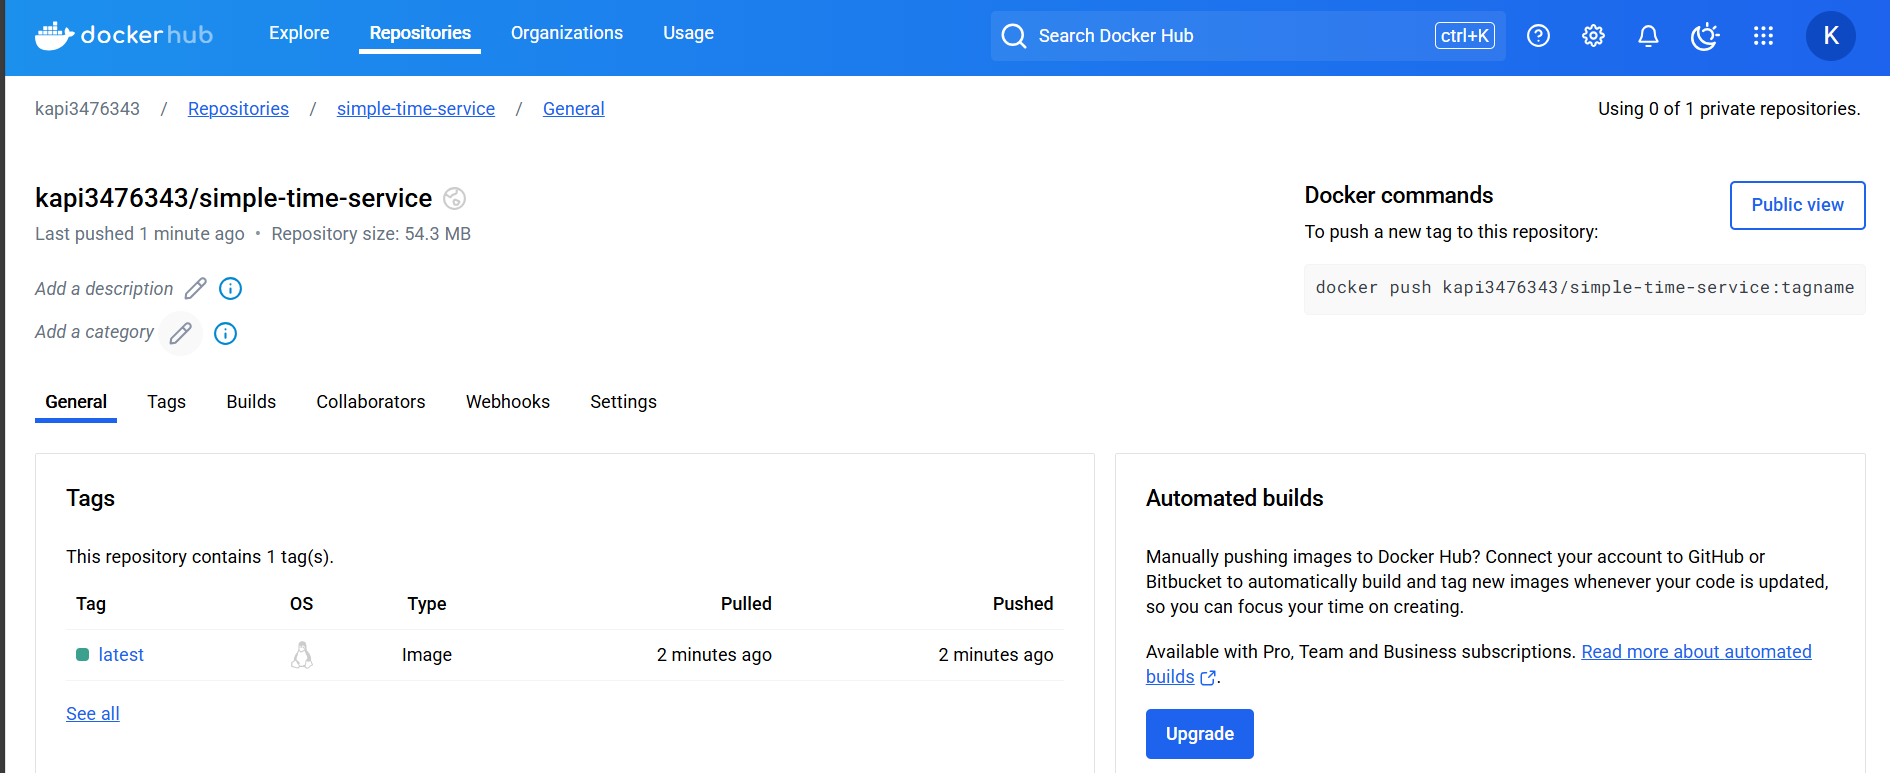 dockerhub Explore Repositories Organizations Usage Search Docker Hub ctrl+K K
kapi3476343 / Repositories / simple-time-service / General Using 0 of 1 private repositories.
kapi3476343/simple-time-service
Last pushed 1 minute ago • Repository size: 54.3 MB
Add a description
Add a category
Docker commands
Public view
To push a new tag to this repository:
docker push kapi3476343/simple-time-service:tagname
General Tags Builds Collaborators Webhooks Settings
Tags
This repository contains 1 tag(s).
Tag OS Type Pulled Pushed
latest Image 2 minutes ago 2 minutes ago
See all
Automated builds
Manually pushing images to Docker Hub? Connect your account to GitHub or
Bitbucket to automatically build and tag new images whenever your code is updated,
so you can focus your time on creating.
Available with Pro, Team and Business subscriptions. Read more about automated
builds.
Upgrade